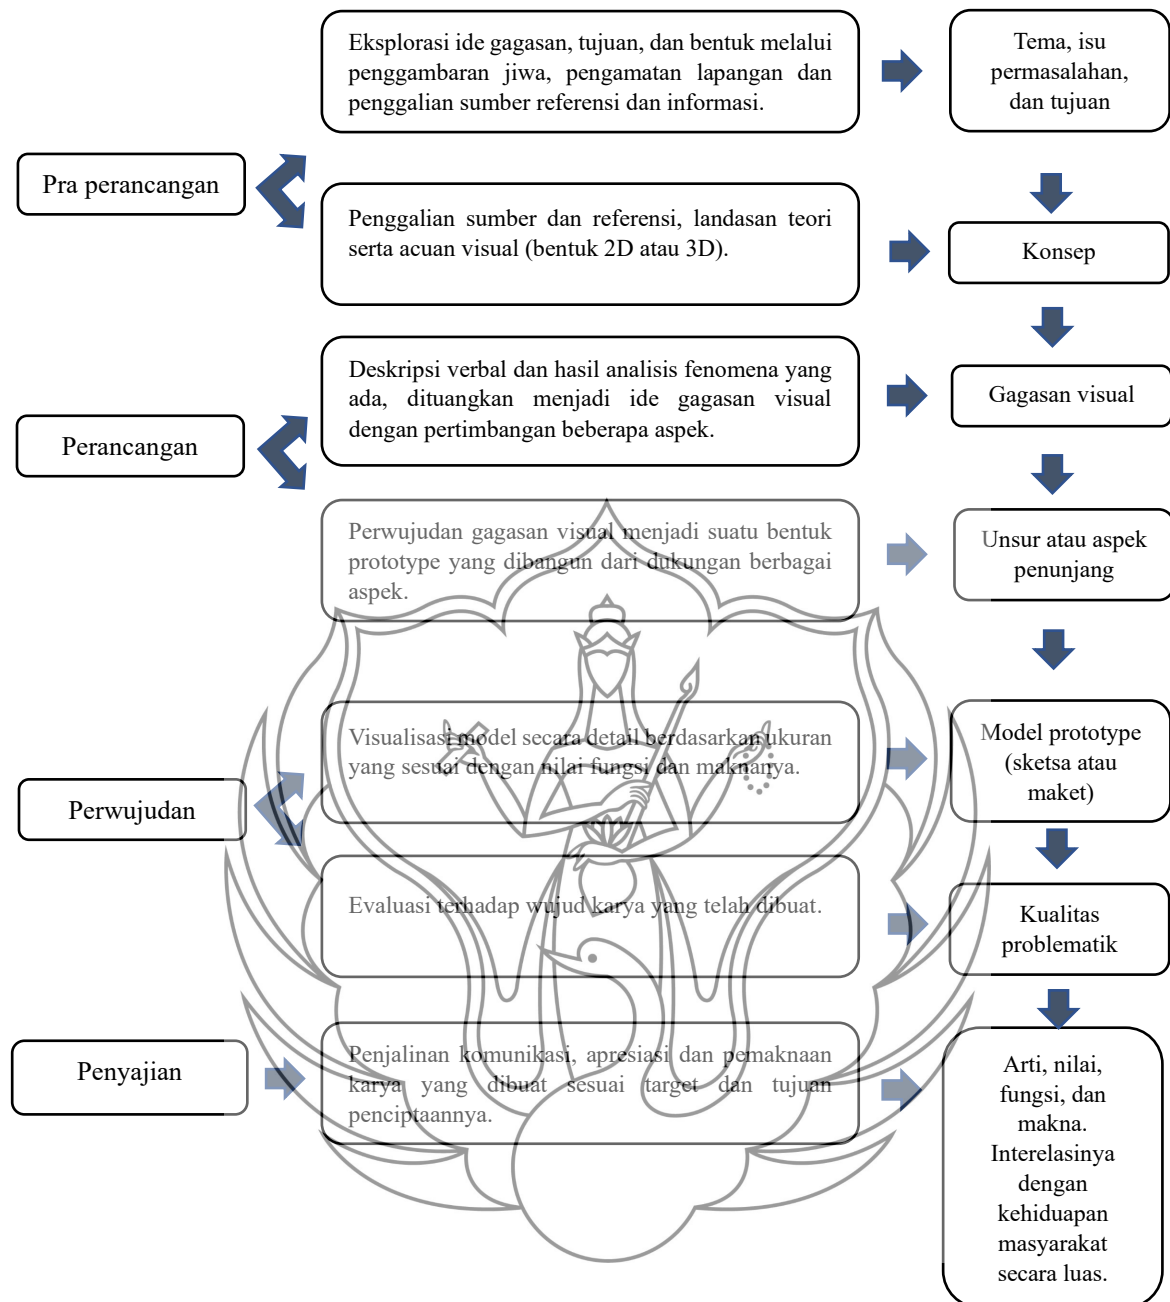 Eksplorasi ide gagasan, tujuan, dan bentuk melalui
penggambaran jiwa, pengamatan lapangan dan
penggalian sumber referensi dan informasi.
Tema, isu
permasalahan,
dan tujuan
Pra perancangan
Penggalian sumber dan referensi, landasan teori
serta acuan visual (bentuk 2D atau 3D).
Konsep
Deskripsi verbal dan hasil analisis fenomena yang
ada, dituangkan menjadi ide gagasan visual
dengan pertimbangan beberapa aspek.
Gagasan visual
Perancangan
Perwujudan gagasan visual menjadi suatu bentuk
prototype yang dibangun dari dukungan berbagai
aspek.
Unsur atau aspek
penunjang
Visualisasi model secara detail berdasarkan ukuran
yang sesuai dengan nilai fungsi dan maknanya.
Model prototype
(sketsa atau
maket)
Perwujudan
Evaluasi terhadap wujud karya yang telah dibuat.
Kualitas
problematik
Penyajian
Penjalinan komunikasi, apresiasi dan pemaknaan
karya yang dibuat sesuai target dan tujuan
penciptaannya.
Arti, nilai,
fungsi, dan
makna.
Interelasinya
dengan
kehiduapan
masyarakat
secara luas.